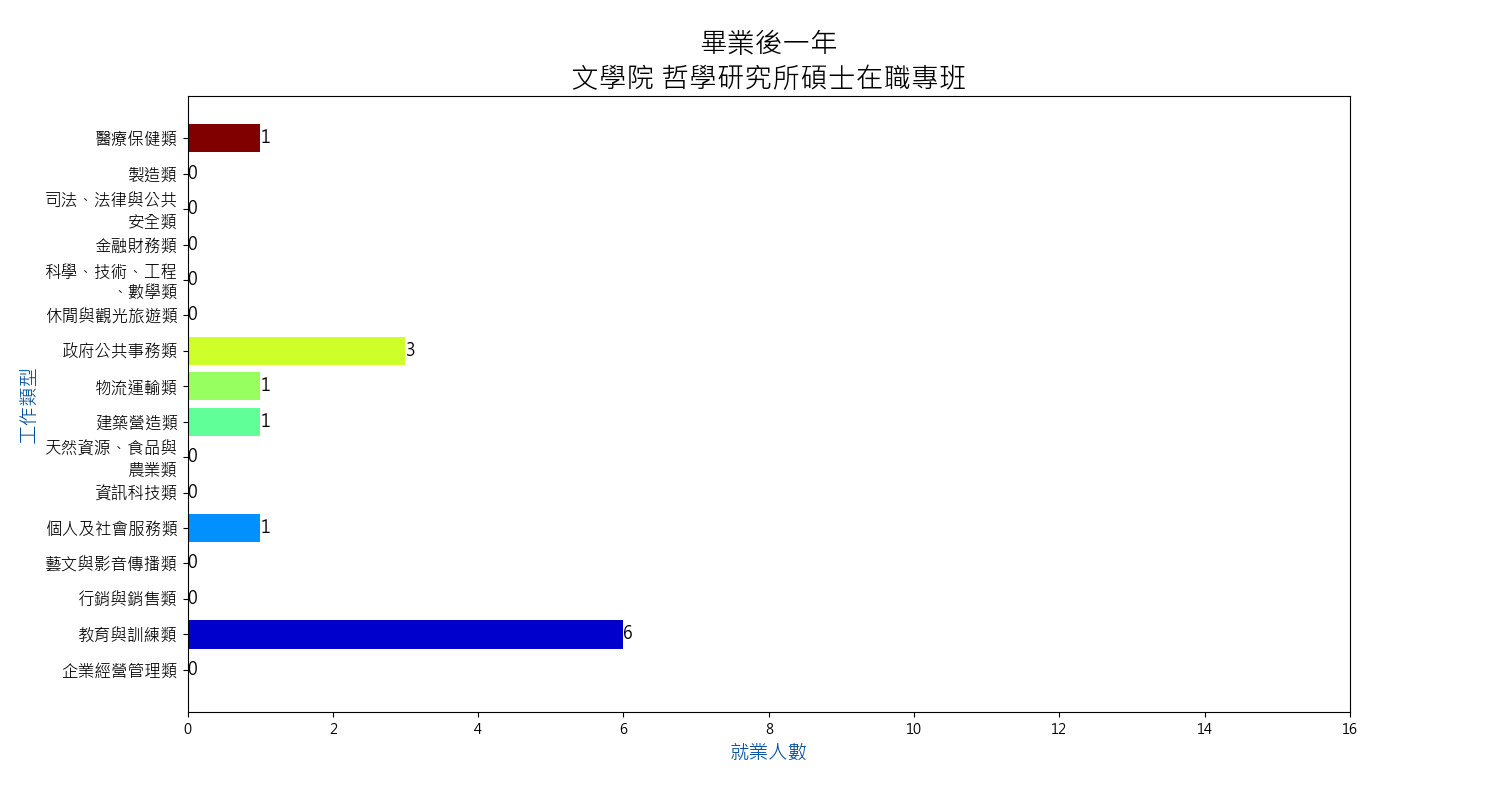 畢業後一年
文學院 哲學研究所碩士在職專班
醫療保健類
1
製造類
0
司法、法律與公共
安全類
0
金融財務類
0
科學、技術、工程
、數學類
0
休閒與觀光旅遊類
0
政府公共事務類
3
物流運輸類
1
建築營造類
1
天然資源、食品與
農業類
0
資訊科技類
0
個人及社會服務類
1
藝文與影音傳播類
0
行銷與銷售類
0
教育與訓練類
6
企業經營管理類
0
工作類型
0 2 4 6 8 10 12 14 16
就業人數